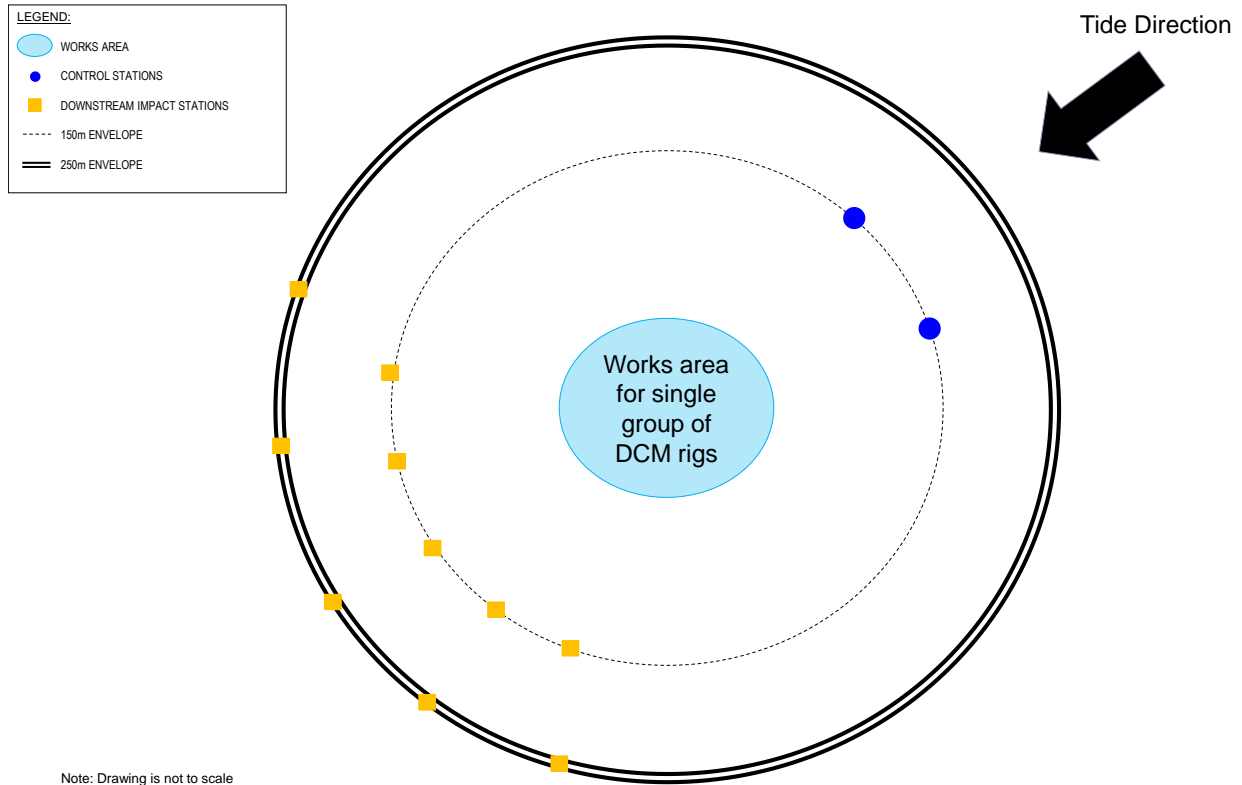 LEGEND:
WORKS AREA
CONTROL STATIONS
DOWNSTREAM IMPACT STATIONS
150m ENVELOPE
250m ENVELOPE
Tide Direction
Works area
for single
group of
DCM rigs
Note: Drawing is not to scale